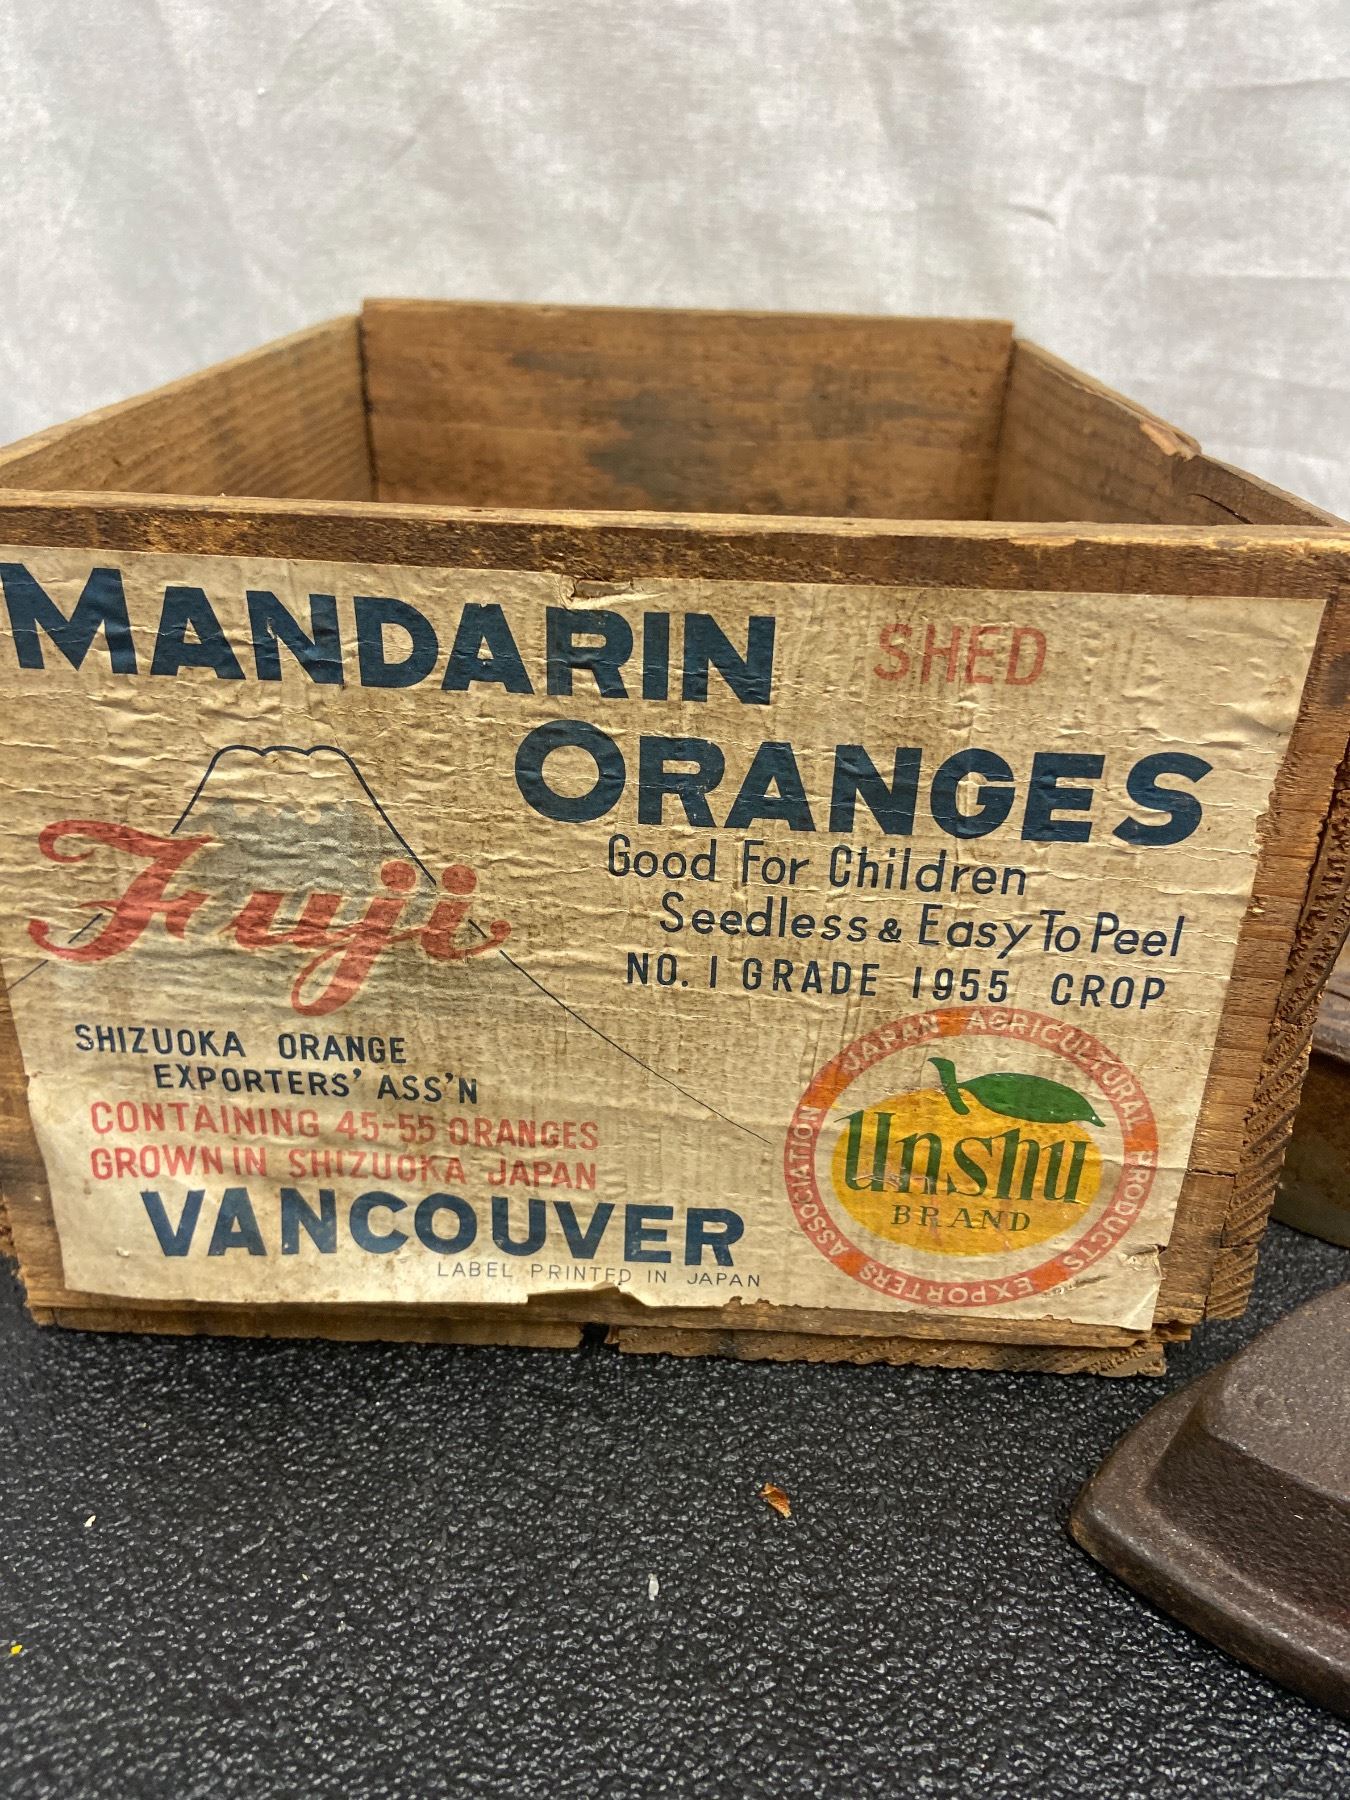 MANDARIN SHED
ORANGES
Fuji
Good For Children
Seedless & Easy To Peel
NO. 1 GRADE 1955 CROP
SHIZUOKA ORANGE
EXPORTERS' ASS'N
CONTAINING 45-55 ORANGES
GROWN IN SHIZUOKA JAPAN
VANCOUVER
LABEL PRINTED IN JAPAN
JAPAN AGRICULTURAL PRODUCTS EXPORTERS ASSOCIATION
Unshu
BRAND